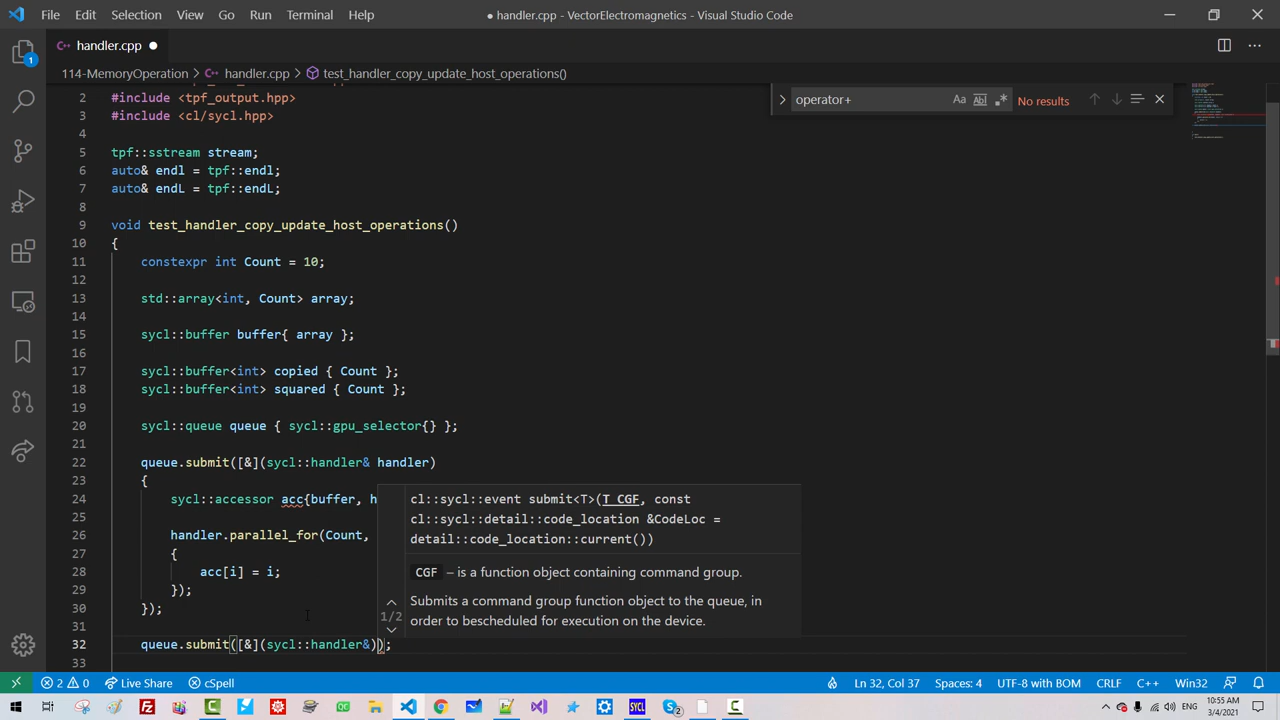 File Edit Selection View Go Run Terminal Help
● handler.cpp - VectorElectromagnetics - Visual Studio Code
handler.cpp ●
114-MemoryOperation > handler.cpp > test_handler_copy_update_host_operations()
operator+ Aa Abl .* No results
2 #include <tpf_output.hpp>
3 #include <cl/sycl.hpp>
4
5 tpf::sstream stream;
6 auto& endl = tpf::endl;
7 auto& endL = tpf::endL;
8
9 void test_handler_copy_update_host_operations()
10 {
11 constexpr int Count = 10;
12
13 std::array<int, Count> array;
14
15 sycl::buffer buffer{ array };
16
17 sycl::buffer<int> copied { Count };
18 sycl::buffer<int> squared { Count };
19
20 sycl::queue queue { sycl::gpu_selector{} };
21
22 queue.submit([&](sycl::handler& handler)
23 {
24 sycl::accessor acc{buffer, h
25
26 handler.parallel_for(Count,
27 {
28 acc[i] = i;
29 });
30 });
31
32 queue.submit([&](sycl::handler&));
33
cl::sycl::event submit<T>(T_CGF, const
cl::sycl::detail::code_location &CodeLoc =
detail::code_location::current())
CGF – is a function object containing command group.
1/2
Submits a command group function object to the queue, in
order to bescheduled for execution on the device.
2 0 Live Share cSpell Ln 32, Col 37 Spaces: 4 UTF-8 with BOM CRLF C++ Win32
10:55 AM
ENG
3/4/2021